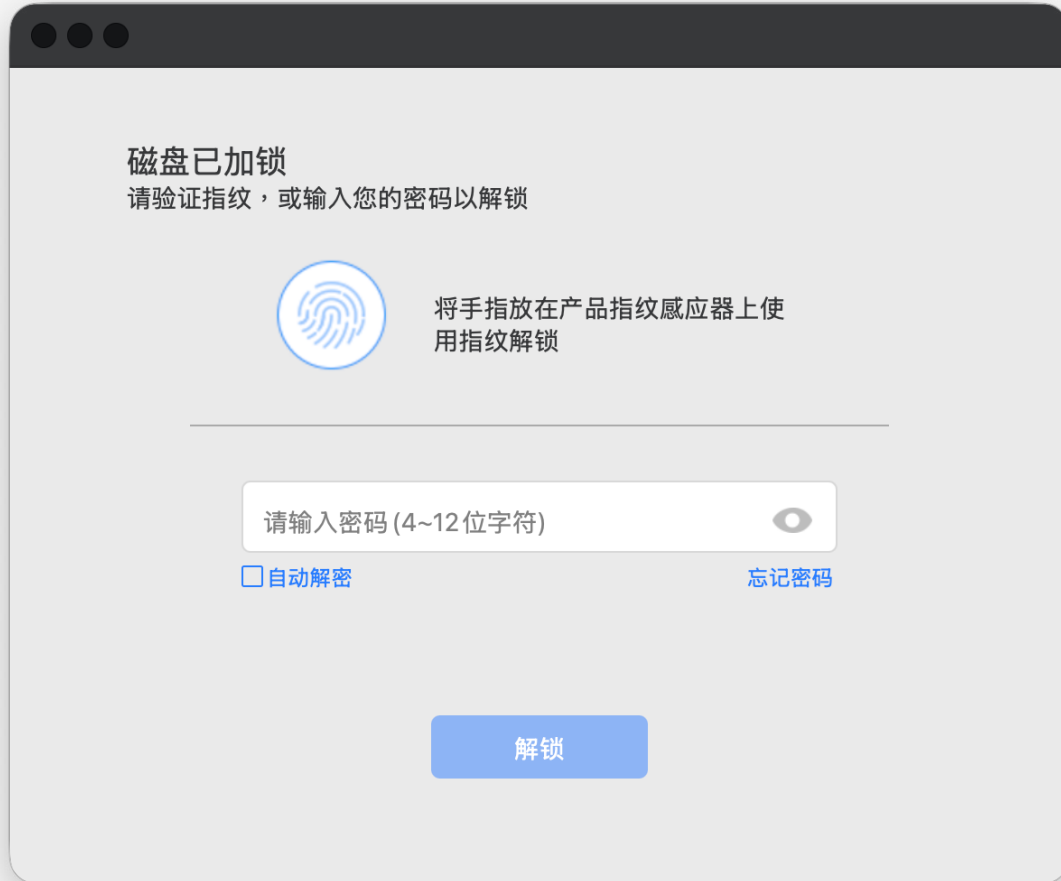 磁盘已加锁
请验证指纹，或输入您的密码以解锁
将手指放在产品指纹感应器上使
用指纹解锁
请输入密码(4~12位字符)
自动解密
忘记密码
解锁